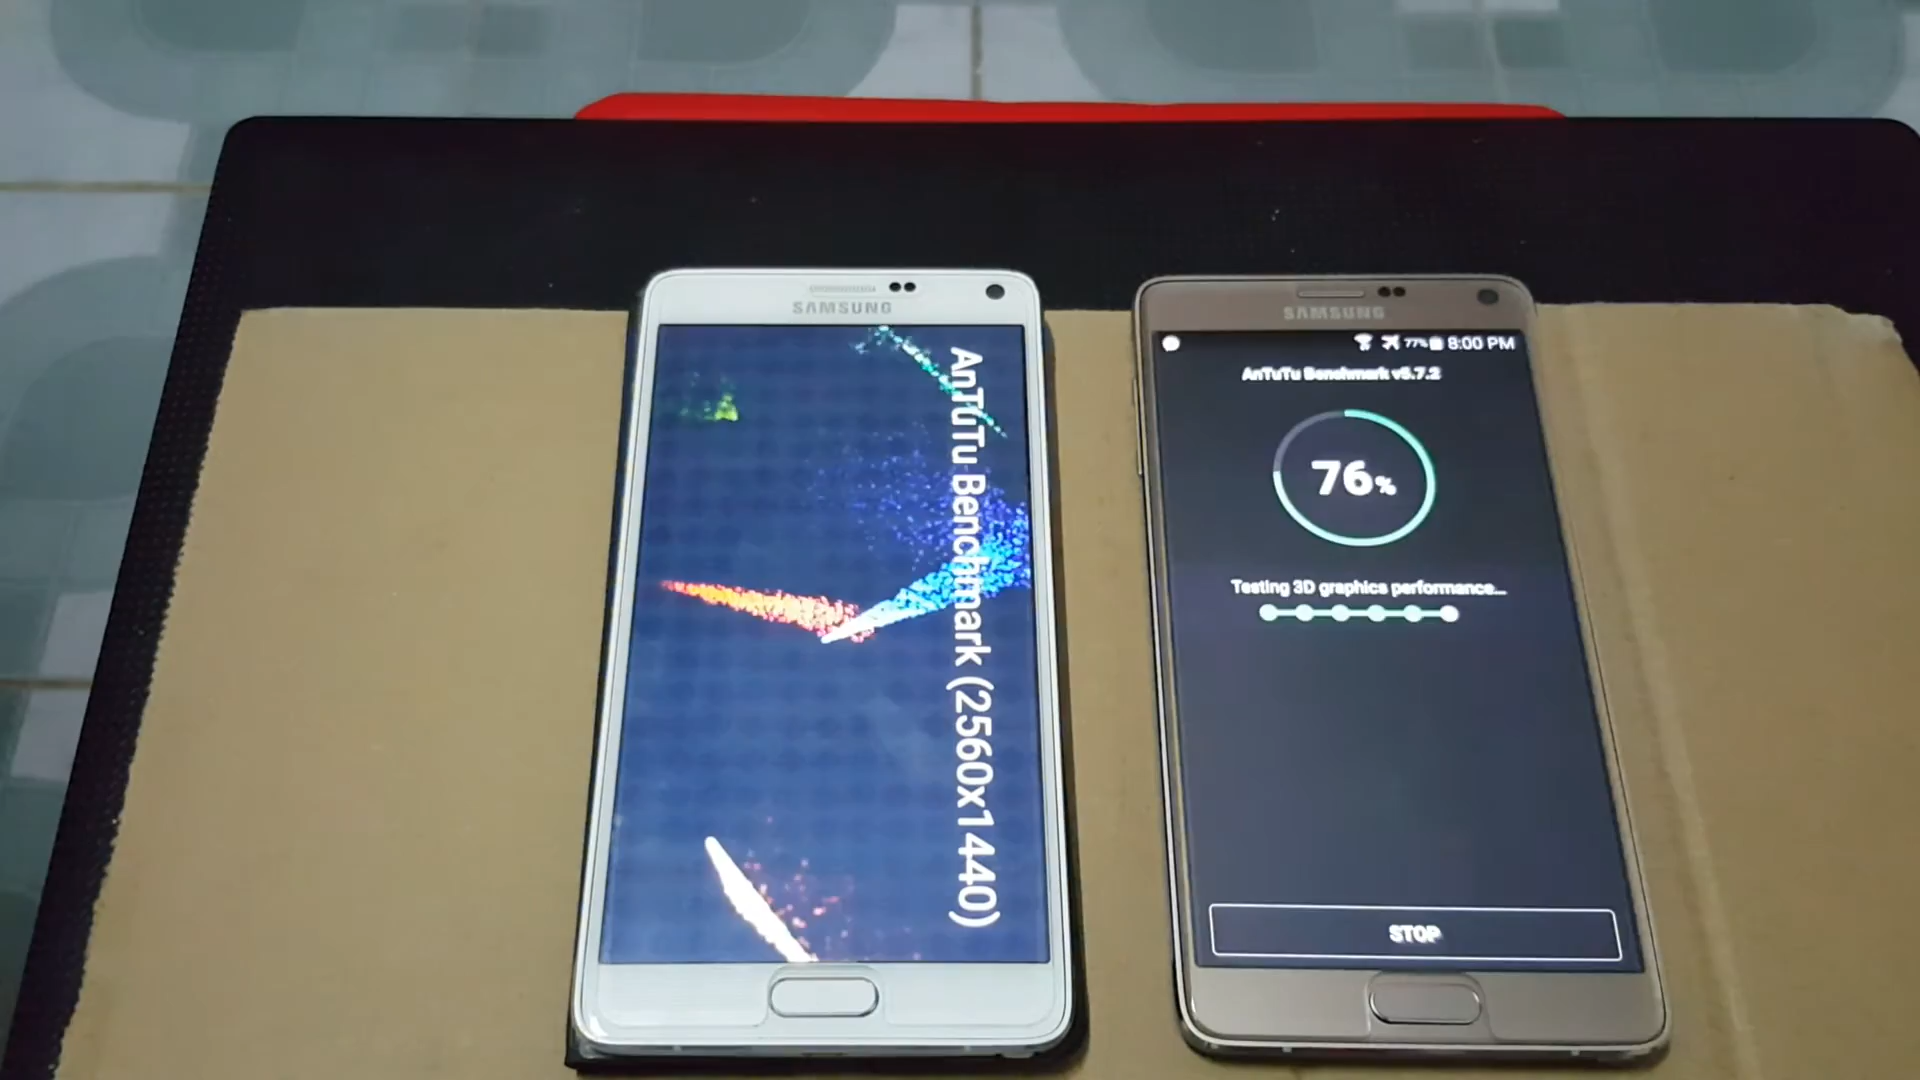 SAMSUNG
AnTuTu Benchmark (2560x1440)
SAMSUNG
77% 8:00 PM
AnTuTu Benchmark v5.7.2
76%
Testing 3D graphics performance...
STOP